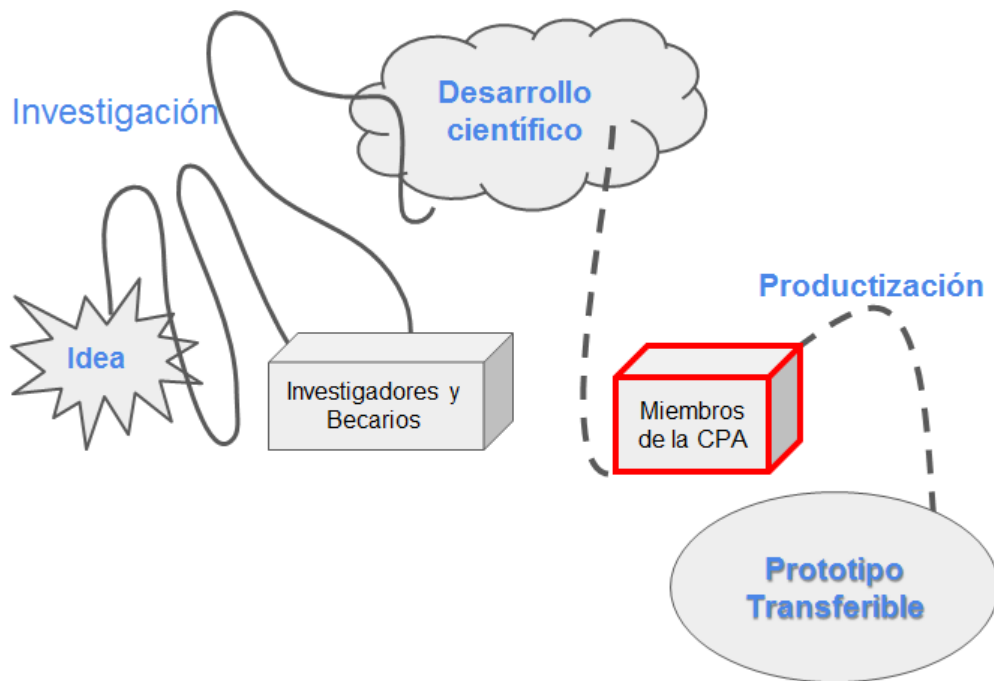 Desarrollo
científico
Investigación
Idea
Investigadores y
Becarios
Productización
Miembros
de la CPA
Prototipo
Transferible